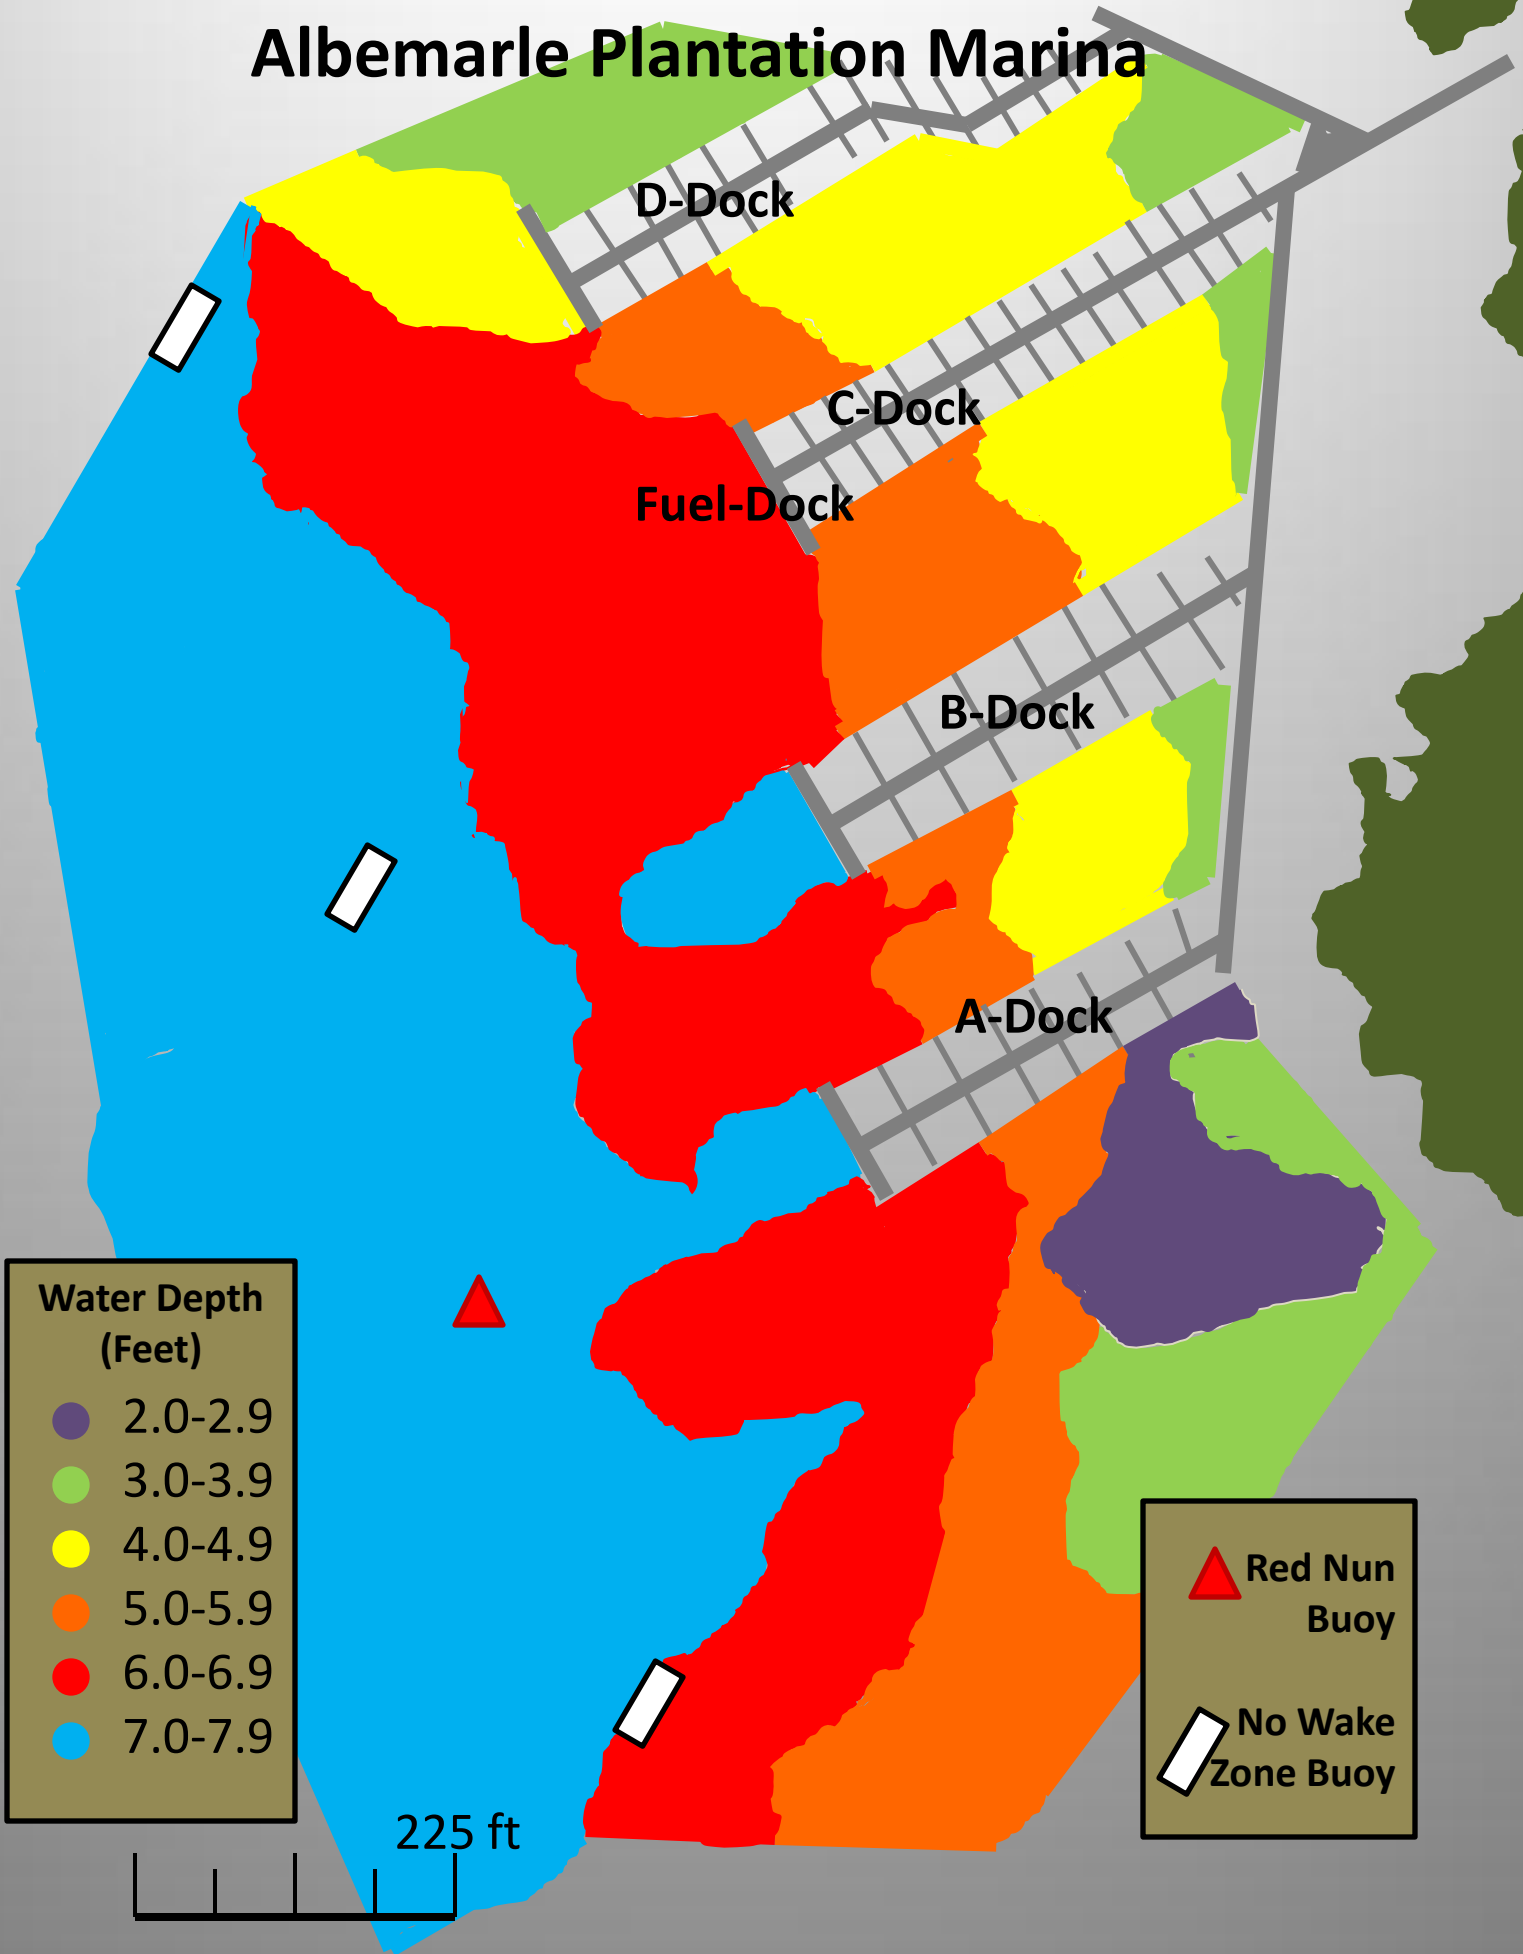 Albemarle Plantation Marina
D-Dock
C-Dock
Fuel-Dock
B-Dock
A-Dock
Water Depth
(Feet)
2.0-2.9
3.0-3.9
4.0-4.9
5.0-5.9
6.0-6.9
7.0-7.9
225 ft
Red Nun
Buoy
No Wake
Zone Buoy